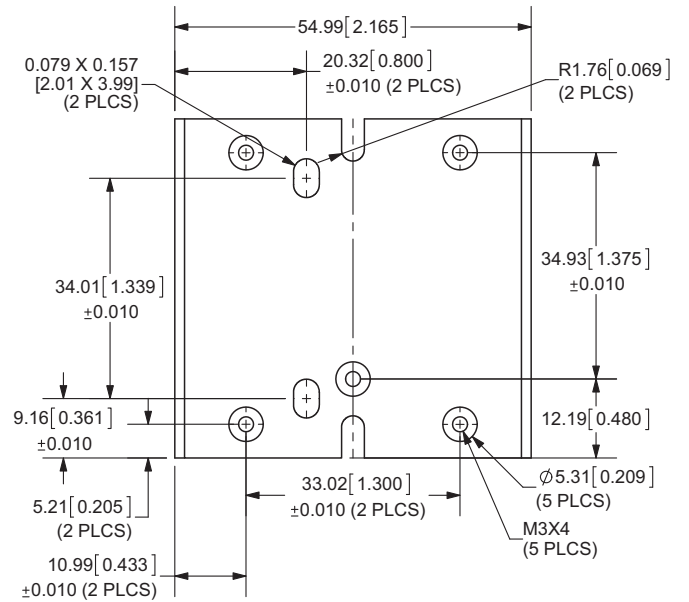 54.99[2.165]
20.32[0.800]
±0.010 (2 PLCS)
0.079 X 0.157
[2.01 X 3.99]
(2 PLCS)
R1.76[0.069]
(2 PLCS)
34.01[1.339]
±0.010
34.93[1.375]
±0.010
9.16[0.361]
±0.010
12.19[0.480]
5.21[0.205]
(2 PLCS)
33.02[1.300]
±0.010 (2 PLCS)
∅5.31[0.209]
(5 PLCS)
M3X4
(5 PLCS)
10.99[0.433]
±0.010 (2 PLCS)